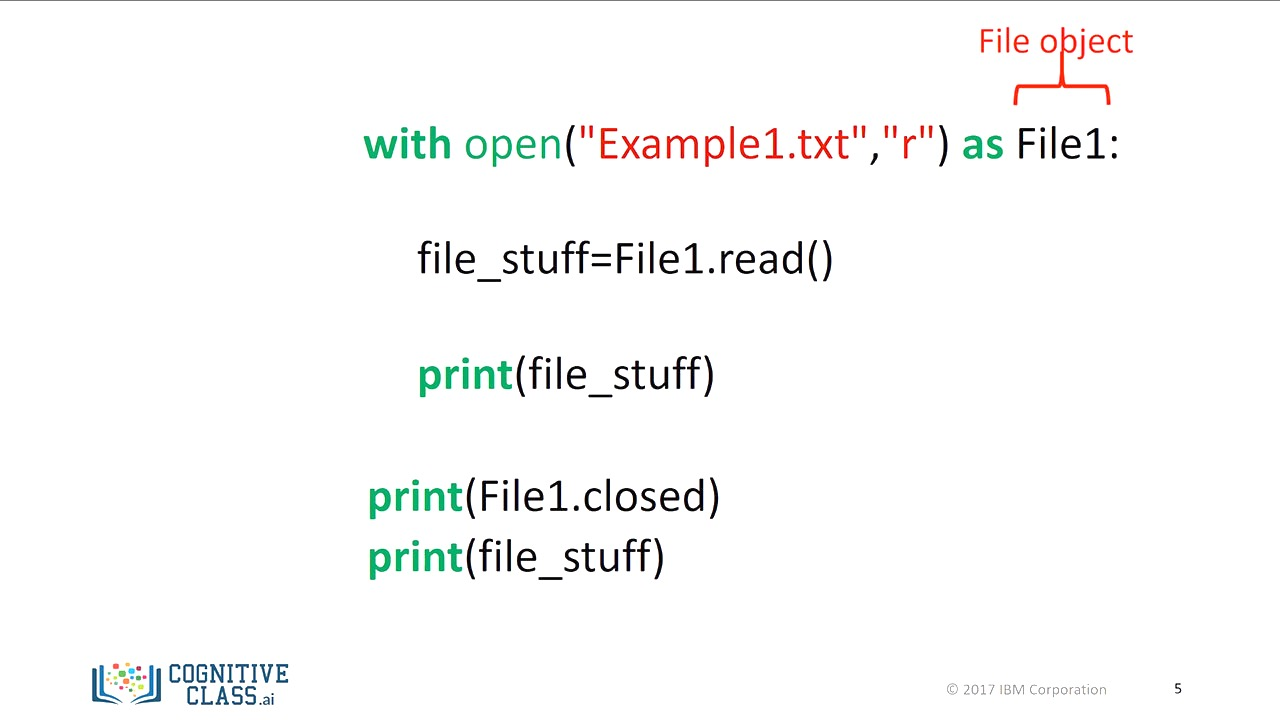 File object
with open("Example1.txt","r") as File1:
file_stuff=File1.read()
print(file_stuff)
print(File1.closed)
print(file_stuff)
COGNITIVE
CLASS.ai
© 2017 IBM Corporation
5